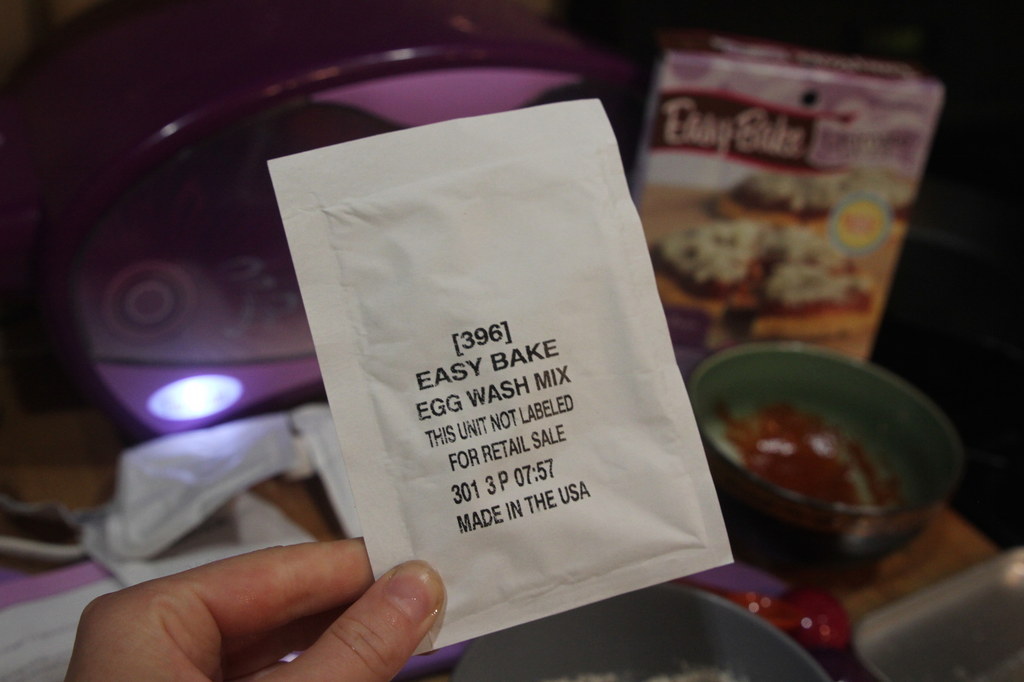 [396]
EASY BAKE
EGG WASH MIX
THIS UNIT NOT LABELED
FOR RETAIL SALE
301 3 P 07:57
MADE IN THE USA
Easy-Bake